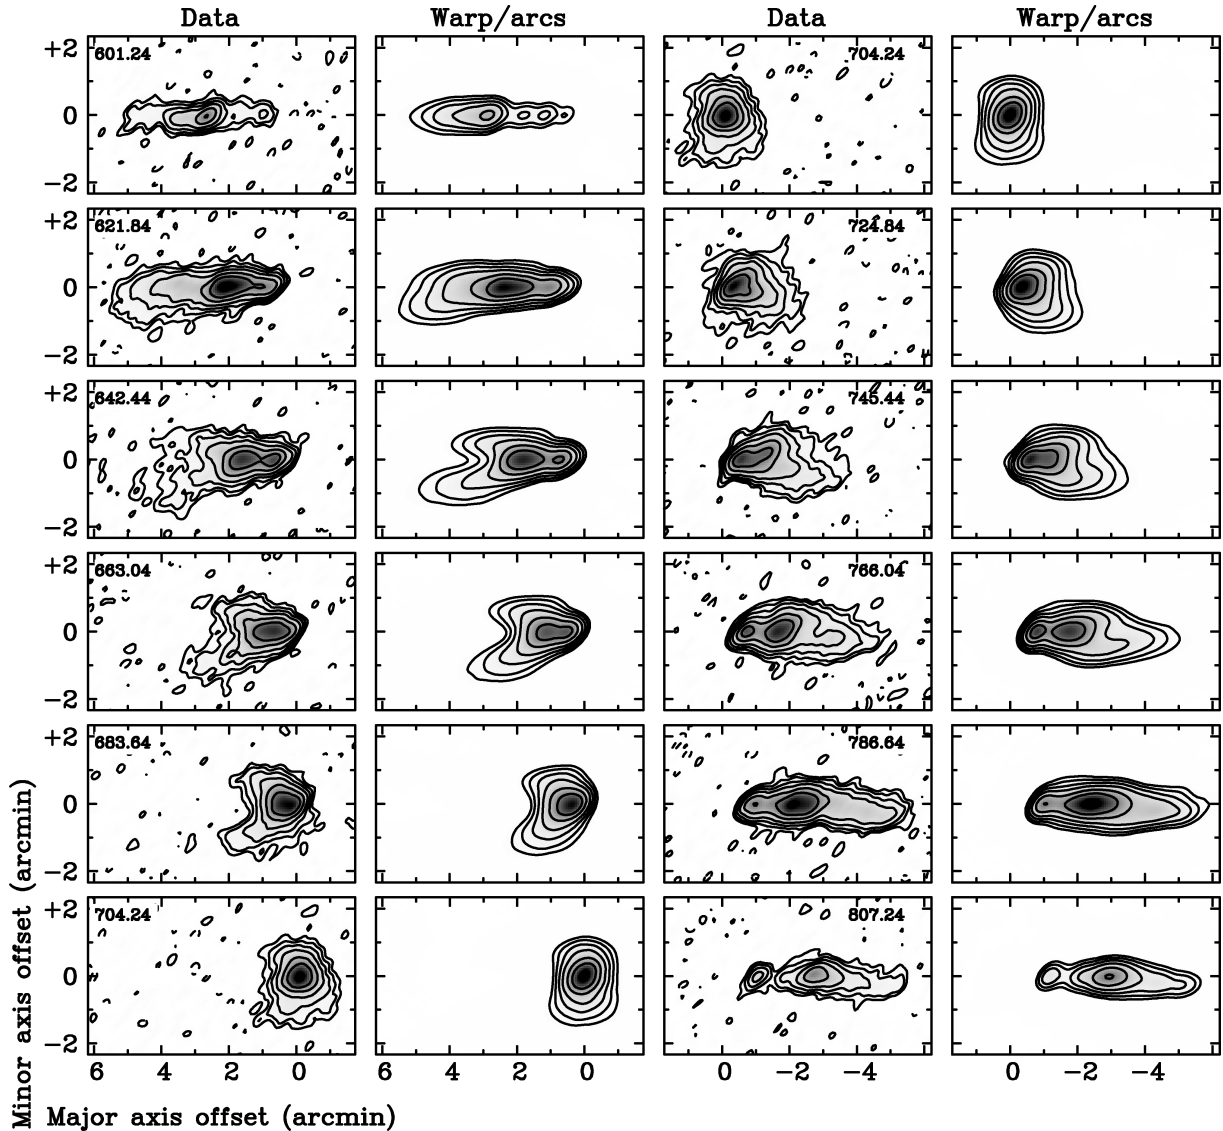 Data Warp/arcs Data Warp/arcs
+2 601.24 704.24
0
−2
+2 621.84 724.84
0
−2
+2 642.44 745.44
0
−2
+2 663.04 766.04
0
−2
+2 683.64 786.64
0
−2
+2 704.24 807.24
0
−2
6 4 2 0 6 4 2 0 0 −2 −4 0 −2 −4
Minor axis offset (arcmin)
Major axis offset (arcmin)